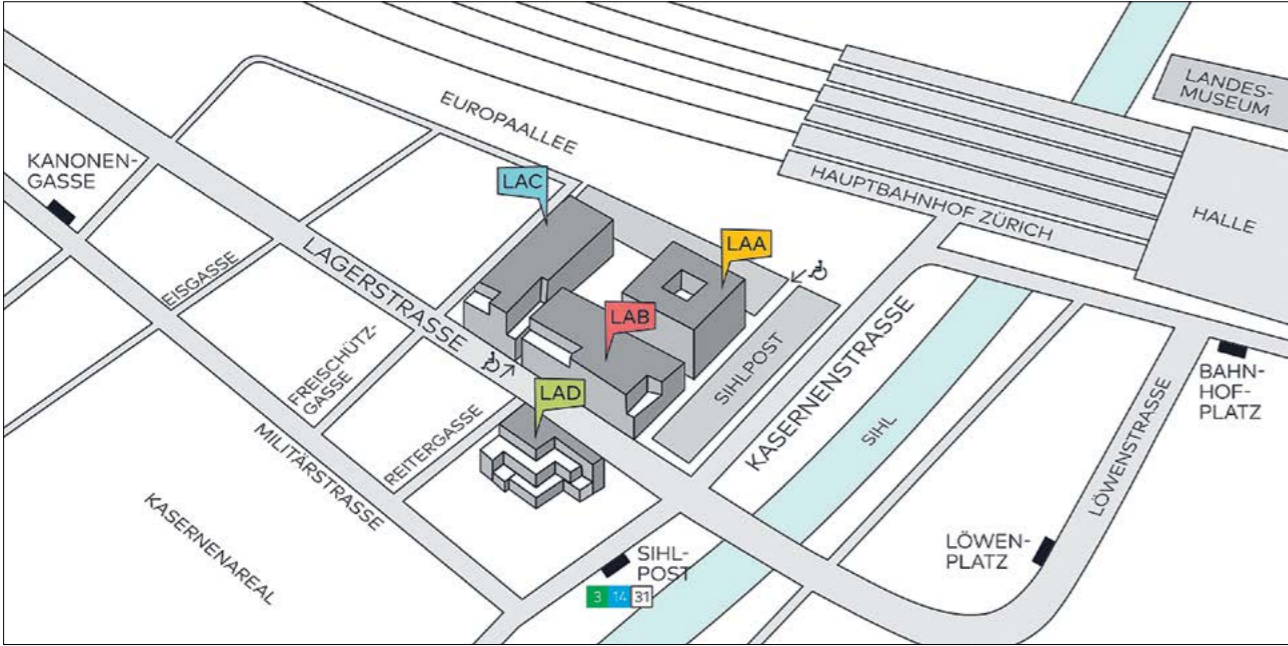 LANDES-
MUSEUM
EUROPAALLEE
KANONEN-
GASSE
LAC
HAUPTBAHNHOF ZÜRICH
HALLE
LAA
LAGERSTRASSE
EISGASSE
LAB
SIHLPOST
KASERNENSTRASSE
FREISCHÜTZ-
GASSE
LAD
BAHN-
HOF-
PLATZ
SIHL
REITERGASSE
MILITÄRSTRASSE
LÖWENSTRASSE
KASERNENAREAL
SIHL-
POST
3 14 31
LÖWEN-
PLATZ